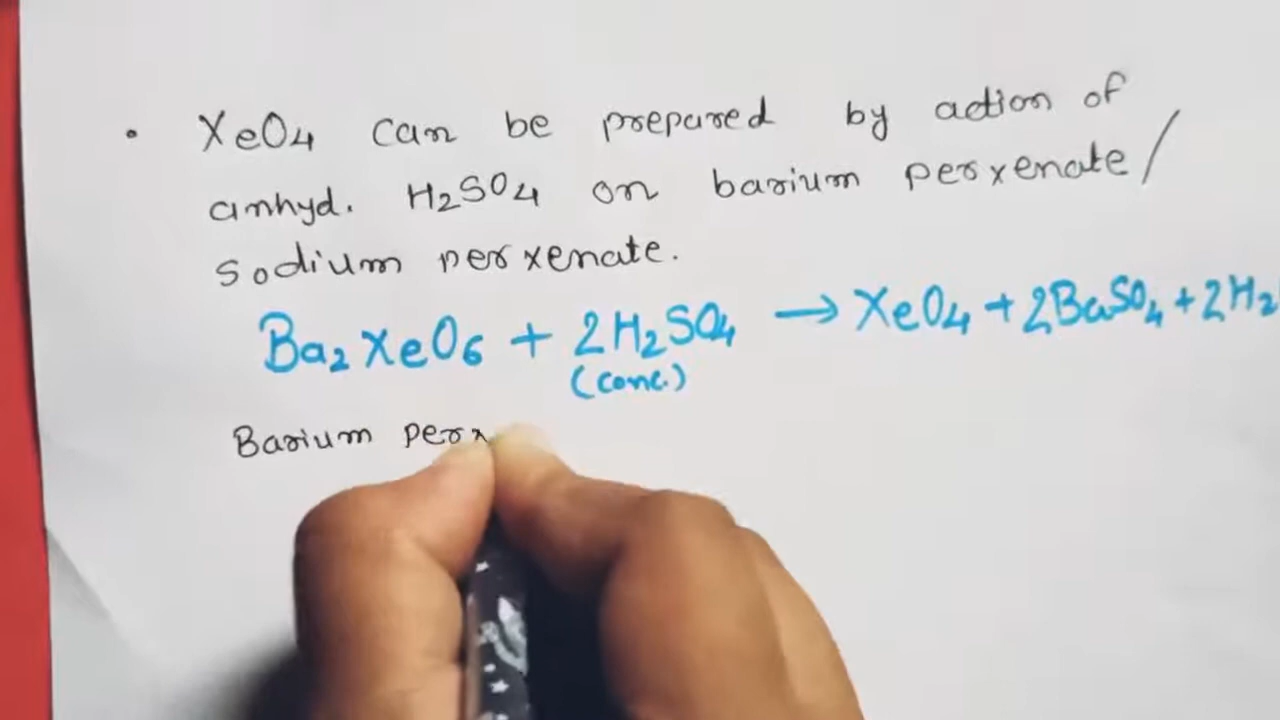 • XeO4 can be prepared by action of
anhyd. H2SO4 on barium perxenate/
sodium perxenate.
Ba2XeO6 + 2H2SO4 → XeO4 + 2BaSO4 + 2H2
(conc.)
Barium perx